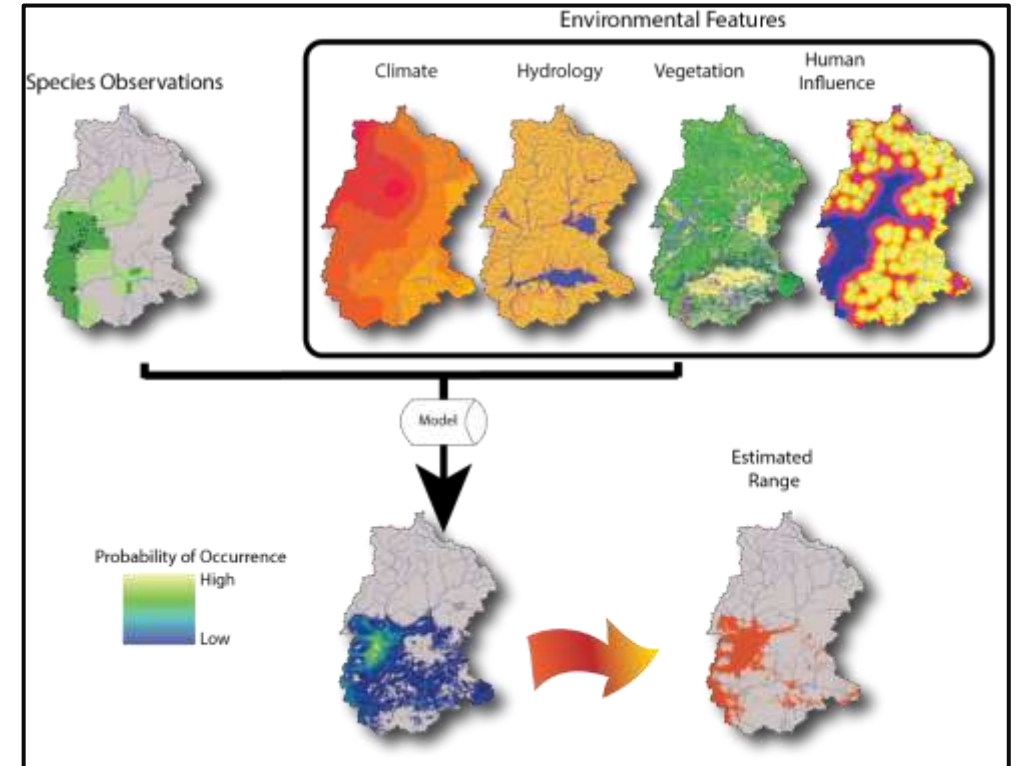 Environmental Features
Species Observations
Climate
Hydrology
Vegetation
Human
Influence
Model
Estimated
Range
Probability of Occurrence
High
Low